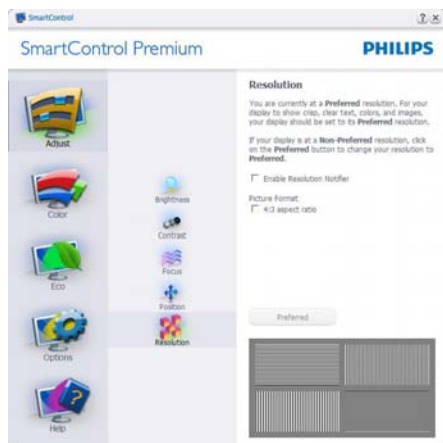 SmartControl
SmartControl Premium
PHILIPS
Adjust
Color
Eco
Options
Help
Brightness
Contrast
Focus
Position
Resolution
Resolution
You are currently at a Preferred resolution. For your
display to show crisp, clear text, colors, and images,
your display should be set to its Preferred resolution.
If your display is at a Non-Preferred resolution, click
on the Preferred button to change your resolution to
Preferred.
Enable Resolution Notifier
Picture Format
4:3 aspect ratio
Preferred